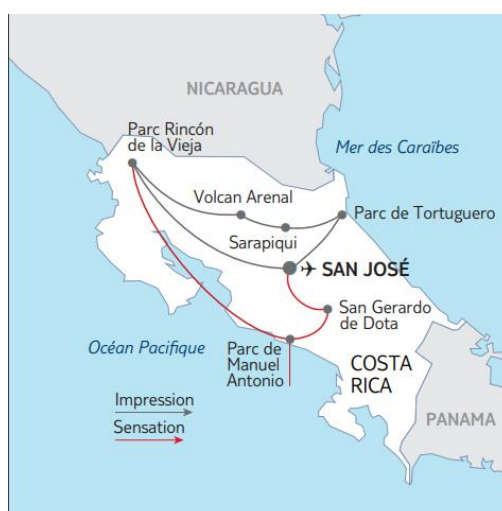 NICARAGUA
Parc Rincón
de la Vieja
Mer des Caraïbes
Volcan Arenal
Parc de Tortuguero
Sarapiqui
SAN JOSÉ
San Gerardo
de Dota
Océan Pacifique
Parc de
Manuel
Antonio
COSTA
RICA
Impression
Sensation
PANAMA